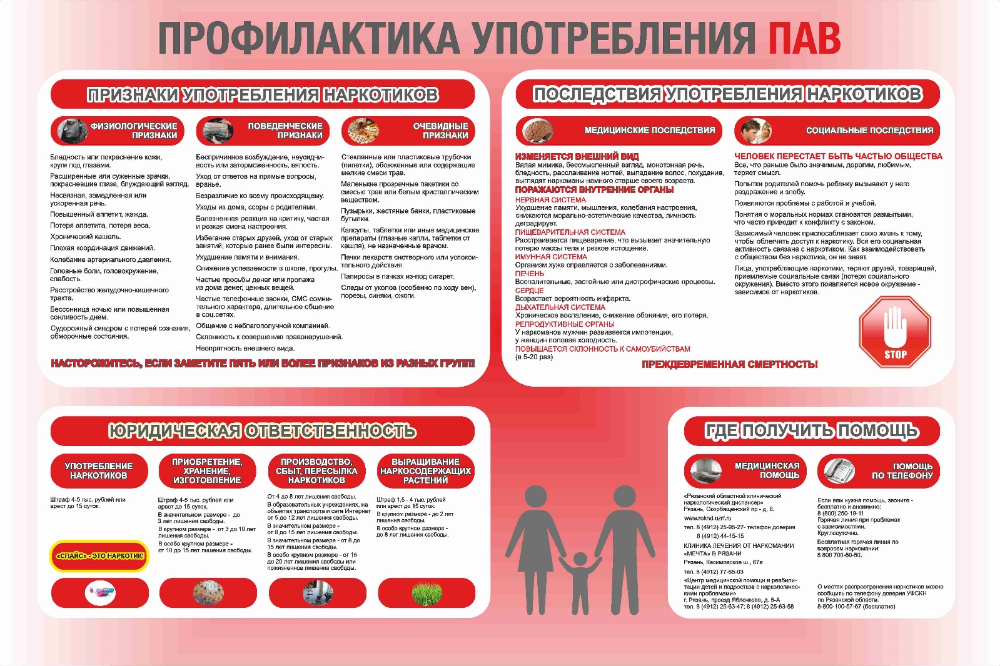 ПРОФИЛАКТИКА УПОТРЕБЛЕНИЯ ПАВ
ПРИЗНАКИ УПОТРЕБЛЕНИЯ НАРКОТИКОВ
ФИЗИОЛОГИЧЕСКИЕ
ПРИЗНАКИ
Бледность или покраснение кожи,
круги под глазами.
Расширенные или суженные зрачки,
покрасневшие глаза, блуждающий взгляд.
Несвязная, замедленная или
ускоренная речь.
Повышенный аппетит, жажда.
Потеря аппетита, потеря веса.
Хронический кашель.
Плохая координация движений.
Колебание артериального давления.
Головные боли, головокружение,
слабость.
Расстройство желудочно-кишечного
тракта.
Бессонница ночью или повышенная
сонливость днем.
Судорожный синдром с потерей сознания,
обморочные состояния.
ПОВЕДЕНЧЕСКИЕ
ПРИЗНАКИ
Беспричинное возбуждение, неусидчи-
вость или заторможенность, вялость.
Уход от ответов на прямые вопросы,
вранье.
Безразличие ко всему происходящему.
Уходы из дома, ссоры с родителями.
Болезненная реакция на критику, частая
и резкая смена настроения.
Избегание старых друзей, уход от старых
занятий, которые ранее были интересны.
Ухудшение памяти и внимания.
Снижение успеваемости в школе, прогулы.
Частые просьбы денег или пропажа
из дома денег, ценных вещей.
Частые телефонные звонки, СМС сомни-
тельного характера, длительное общение
в соц.сетях.
Общение с неблагополучной компанией.
Склонность к совершению правонарушений.
Неопрятность внешнего вида.
ОЧЕВИДНЫЕ
ПРИЗНАКИ
Стеклянные или пластиковые трубочки
(пипетки), обожженные или содержащие
мелкие смеси трав.
Маленькие прозрачные пакетики со
смесью трав или белым кристаллическим
веществом.
Пузырьки, жестяные банки, пластиковые
бутылки.
Капсулы, таблетки или иные медицинские
препараты (глазные капли, таблетки от
кашля), не назначенные врачом.
Пачки лекарств снотворного или успокои-
тельного действия.
Папиросы в пачках из-под сигарет.
Следы от уколов (особенно по ходу вен),
порезы, синяки, ожоги.
НАСТОРОЖИТЕСЬ, ЕСЛИ ЗАМЕТИТЕ ПЯТЬ ИЛИ БОЛЕЕ ПРИЗНАКОВ ИЗ РАЗНЫХ ГРУПП!
ПОСЛЕДСТВИЯ УПОТРЕБЛЕНИЯ НАРКОТИКОВ
МЕДИЦИНСКИЕ ПОСЛЕДСТВИЯ
ИЗМЕНЯЕТСЯ ВНЕШНИЙ ВИД
Вялая мимика, бессмысленный взгляд, монотонная речь,
бледность, расслаивание ногтей, выпадение волос, похудание,
выглядят наркоманы намного старше своего возраста.
ПОРАЖАЮТСЯ ВНУТРЕННИЕ ОРГАНЫ
НЕРВНАЯ СИСТЕМА
Ухудшение памяти, мышления, колебания настроения,
снижаются морально-эстетические качества, личность
деградирует.
ПИЩЕВАРИТЕЛЬНАЯ СИСТЕМА
Расстраивается пищеварение, что вызывает значительную
потерю массы тела и резкое истощение.
ИМУННАЯ СИСТЕМА
Организм хуже справляется с заболеваниями.
ПЕЧЕНЬ
Воспалительные, застойные или дистрофические процессы.
СЕРДЦЕ
Возрастает вероятность инфаркта.
ДЫХАТЕЛЬНАЯ СИСТЕМА
Хроническое воспаление, снижение обоняния, его потеря.
РЕПРОДУКТИВНЫЕ ОРГАНЫ
У наркоманов мужчин развивается импотенция,
у женщин половая холодность.
ПОВЫШАЕТСЯ СКЛОННОСТЬ К САМОУБИЙСТВАМ
(в 5-20 раз)
ПРЕЖДЕВРЕМЕННАЯ СМЕРТНОСТЬ!
СОЦИАЛЬНЫЕ ПОСЛЕДСТВИЯ
ЧЕЛОВЕК ПЕРЕСТАЕТ БЫТЬ ЧАСТЬЮ ОБЩЕСТВА
Все, что раньше было значимым, дорогим, любимым,
теряет смысл.
Попытки родителей помочь ребенку вызывают у него
раздражение и злобу.
Появляются проблемы с работой и учебой.
Понятия о моральных нормах становятся размытыми,
что часто приводит к конфликту с законом.
Зависимый человек приспосабливает свою жизнь к тому,
чтобы облегчить доступ к наркотику. Вся его социальная
активность связана с наркотиком. Как взаимодействовать
с обществом без наркотика, он не знает.
Лица, употребляющие наркотики, теряют друзей, товарищей,
приемлемые социальные связи (потеря социального
окружения). Вместо этого появляется новое окружение -
зависимое от наркотиков.
STOP
ЮРИДИЧЕСКАЯ ОТВЕТСТВЕННОСТЬ
УПОТРЕБЛЕНИЕ
НАРКОТИКОВ
Штраф 4-5 тыс. рублей или
арест до 15 суток.
«СПАЙС» - ЭТО НАРКОТИК!
ПРИОБРЕТЕНИЕ,
ХРАНЕНИЕ,
ИЗГОТОВЛЕНИЕ
Штраф 4-5 тыс. рублей или
арест до 15 суток.
В значительном размере - до
3 лет лишения свободы.
В крупном размере - от 3 до 10 лет
лишения свободы.
В особо крупном размере -
от 10 до 15 лет лишения свободы.
ПРОИЗВОДСТВО,
СБЫТ, ПЕРЕСЫЛКА
НАРКОТИКОВ
От 4 до 8 лет лишения свободы.
В образовательных учреждениях, на
объектах транспорта и сети Интернет
от 5 до 12 лет лишения свободы.
В значительном размере -
от 8 до 15 лет лишения свободы.
В значительном размере - от 8 до
15 лет лишения свободы.
В особо крупном размере - от 15
до 20 лет лишения свободы или
пожизненное лишение свободы.
ВЫРАЩИВАНИЕ
НАРКОСОДЕРЖАЩИХ
РАСТЕНИЙ
Штраф 1,5 - 4 тыс. рублей
или арест до 15 суток.
В крупном размере - до 2 лет
лишения свободы.
В особо крупном размере -
до 8 лет лишения свободы.
ГДЕ ПОЛУЧИТЬ ПОМОЩЬ
МЕДИЦИНСКАЯ
ПОМОЩЬ
«Рязанский областной клинический
наркологический диспансер»
Рязань, Скорбященский пр - д, 8.
www.roknd.uzrf.ru
тел. 8 (4912) 25-95-27- телефон доверия
8 (4912) 44-15-15
КЛИНИКА ЛЕЧЕНИЯ ОТ НАРКОМАНИИ
«МЕЧТА» В РЯЗАНИ
Рязань, Касимовское ш., 67а
тел. 8 (4912) 77-65-03
«Центр медицинской помощи и реабили-
тации детей и подростков с наркологичес-
кими проблемами»
г. Рязань, проезд Яблочкова, д. 5-А
тел. 8 (4912) 25-63-47; 8 (4912) 25-63-58
ПОМОЩЬ
ПО ТЕЛЕФОНУ
Если вам нужна помощь, звоните -
бесплатно и анонимно:
8 (800) 250-19-11
Горячая линия при проблемах
с зависимостями.
Круглосуточно.
Бесплатная горячая линия по
вопросам наркомании:
8 800 700-50-50.
О местах распространения наркотиков можно
сообщить по телефону доверия УФСКН
по Рязанской области.
8-800-100-57-67 (бесплатно)